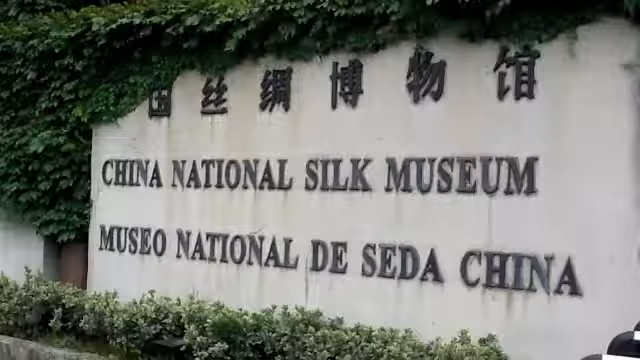 国丝绸博物馆
CHINA NATIONAL SILK MUSEUM
MUSEO NATIONAL DE SEDA CHINA